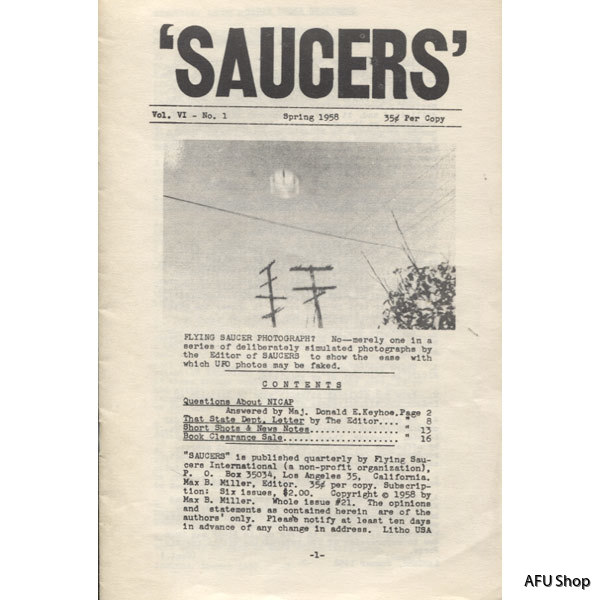 'SAUCERS'
Vol. VI - No. 1 Spring 1958 35¢ Per Copy
FLYING SAUCER PHOTOGRAPH? No—merely one in a
series of deliberately simulated photographs by
the Editor of SAUCERS to show the ease with
which UFO photos may be faked.
CONTENTS
Questions About NICAP
Answered by Maj. Donald E.Keyhoe.Page 2
That State Dept. Letter by The Editor.... " 8
Short Shots & News Notes................. " 13
Book Clearance Sale...................... " 16
"SAUCERS" is published quarterly by Flying Sau-
cers International (a non-profit organization),
P. O. Box 35034, Los Angeles 35, California.
Max B. Miller, Editor. 35¢ per copy. Subscrip-
tion: Six issues, $2.00. Copyright © 1958 by
Max B. Miller. Whole issue #21. The opinions
and statements as contained herein are of the
authors' only. Please notify at least ten days
in advance of any change in address. Litho USA
-1-
AFU Shop